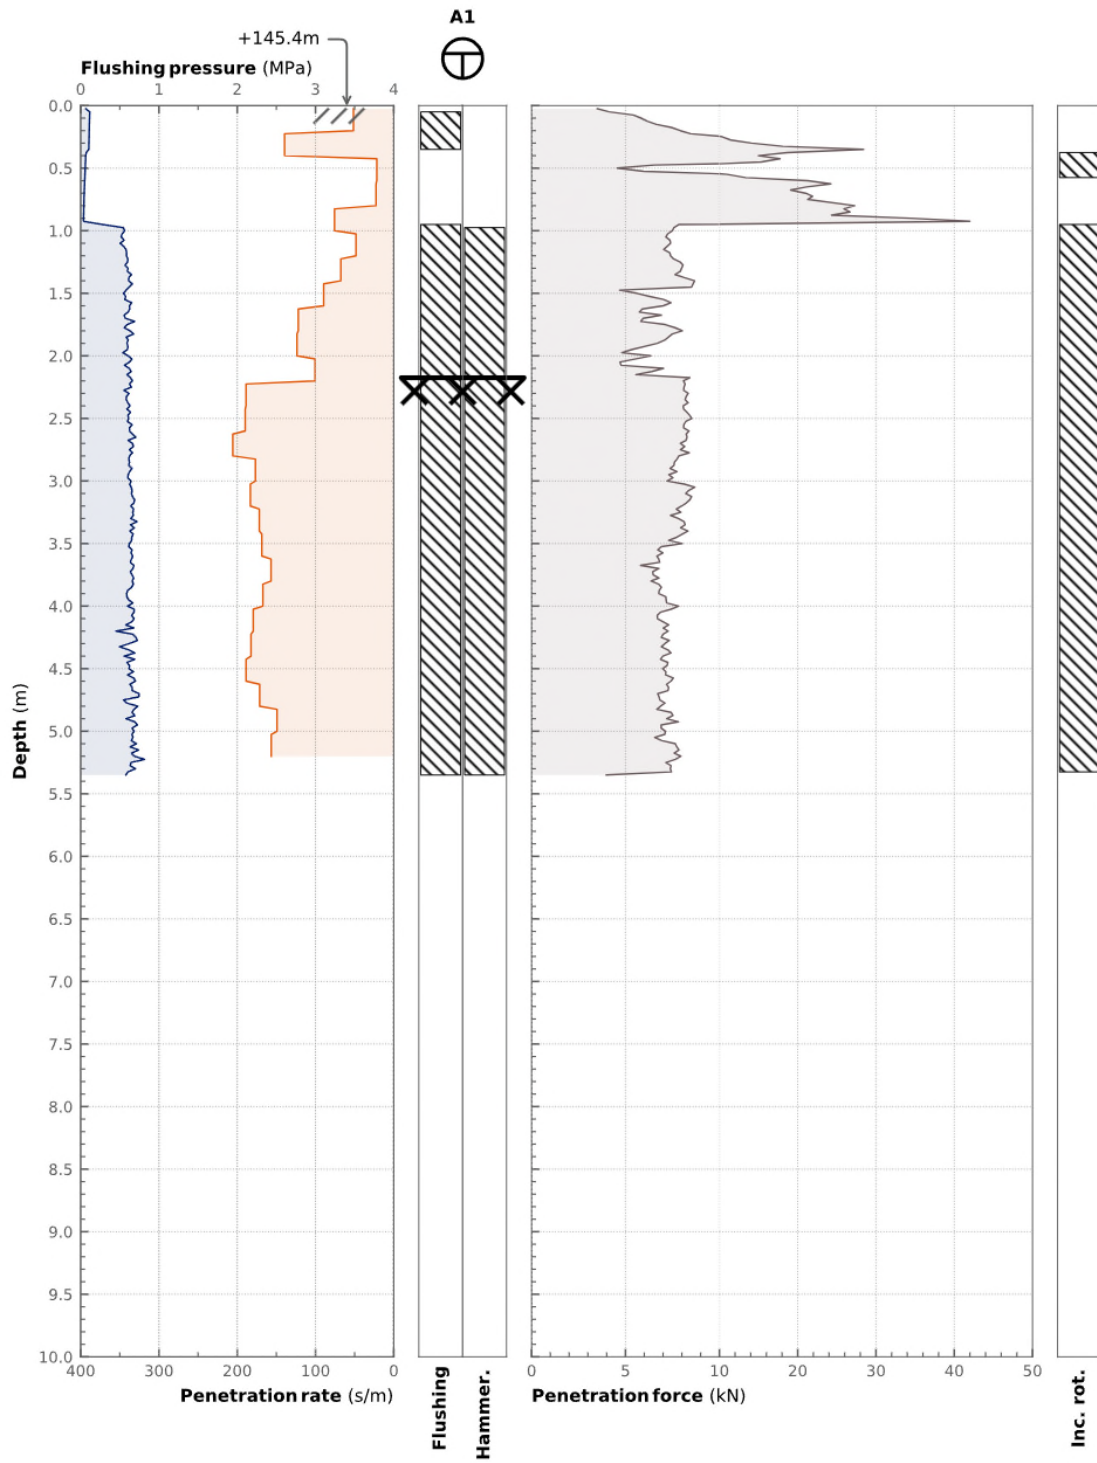 A1
+145.4m
Flushing pressure (MPa)
0 1 2 3 4
0.0
0.5
1.0
1.5
2.0
2.5
3.0
3.5
4.0
4.5
5.0
5.5
6.0
6.5
7.0
7.5
8.0
8.5
9.0
9.5
10.0
Depth (m)
400 300 200 100 0
Penetration rate (s/m)
Flushing
Hammer.
0 5 10 20 30 40 50
Penetration force (kN)
Inc. rot.